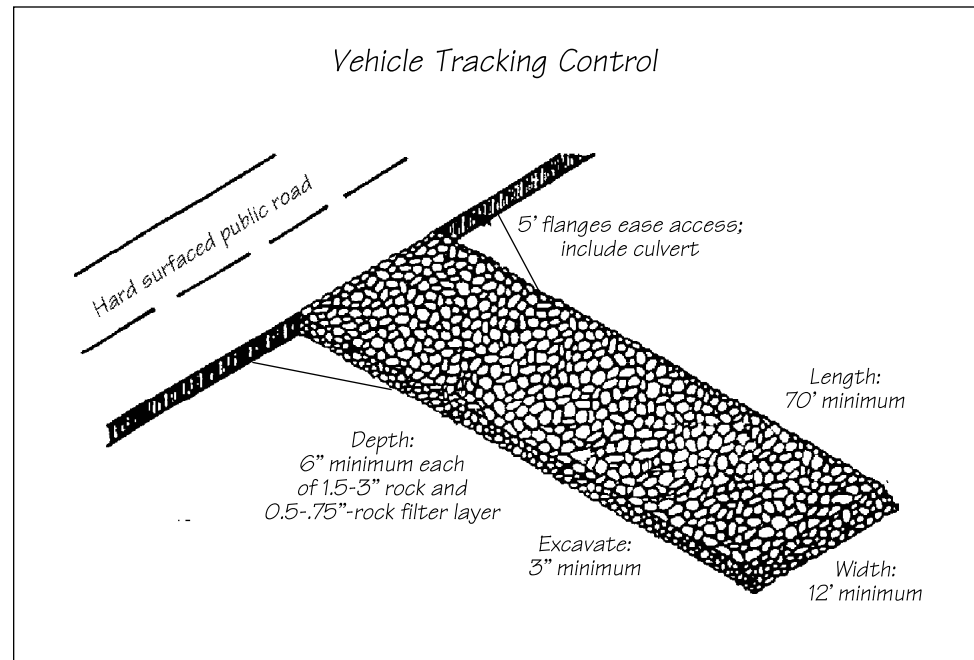 Vehicle Tracking Control
Hard surfaced public road
5' flanges ease access;
include culvert
Length:
70' minimum
Depth:
6” minimum each
of 1.5-3” rock and
0.5-.75”-rock filter layer
Excavate:
3” minimum
Width:
12' minimum